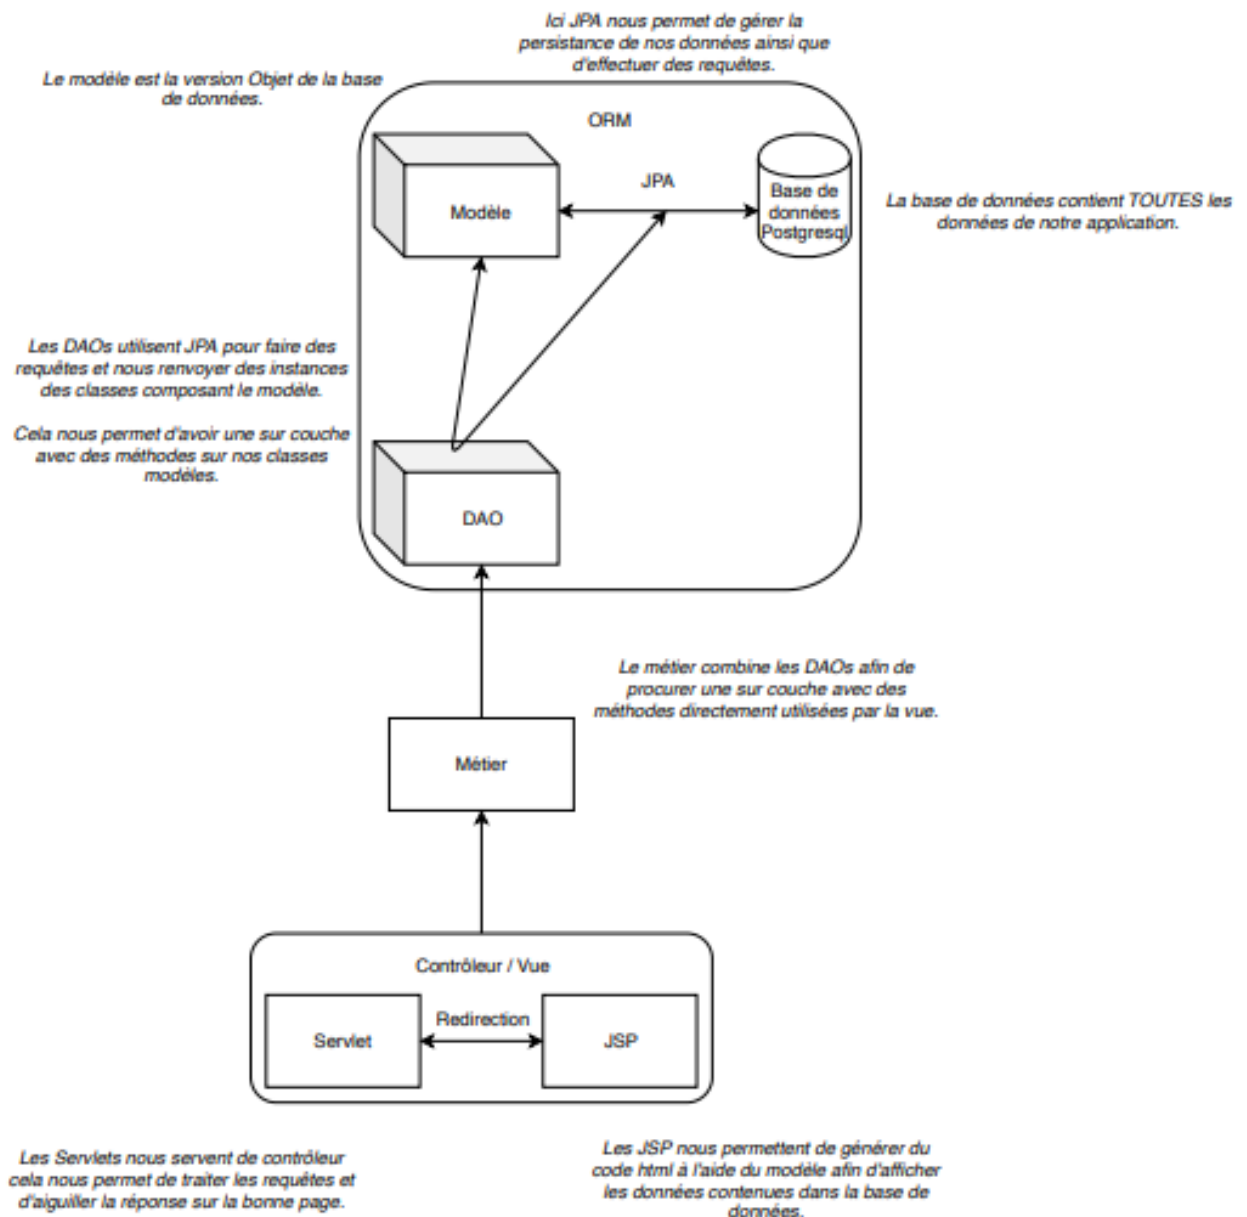 Ici JPA nous permet de gérer la
persistance de nos données ainsi que
d'effectuer des requêtes.
Le modèle est la version Objet de la base
de données.
ORM
Modèle
JPA
Base de
données
Postgresql
La base de données contient TOUTES les
données de notre application.
Les DAOs utilisent JPA pour faire des
requêtes et nous renvoyer des instances
des classes composant le modèle.
Cela nous permet d'avoir une sur couche
avec des méthodes sur nos classes
modèles.
DAO
Le métier combine les DAOs afin de
procurer une sur couche avec des
méthodes directement utilisées par la vue.
Métier
Contrôleur / Vue
Servlet
Redirection
JSP
Les Servlets nous servent de contrôleur
cela nous permet de traiter les requêtes et
d'aiguiller la réponse sur la bonne page.
Les JSP nous permettent de générer du
code html à l'aide du modèle afin d'afficher
les données contenues dans la base de
données.